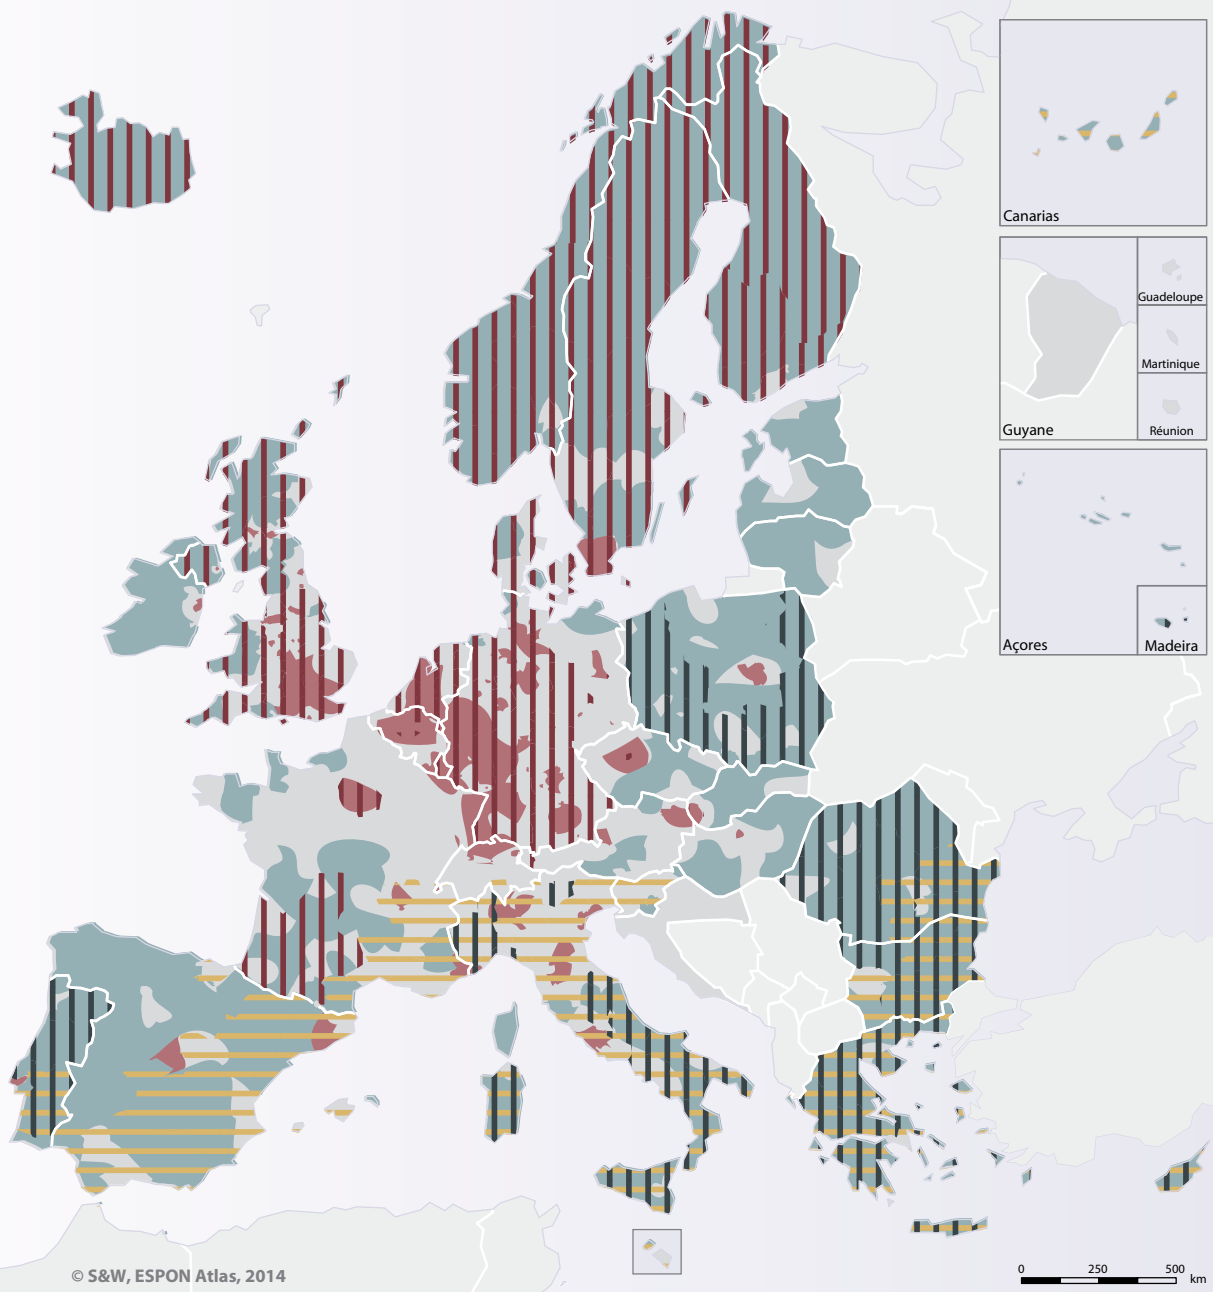 Canarias
Guadeloupe
Martinique
Guyane
Réunion
Açores
Madeira
© S&W, ESPON Atlas, 2014
0 250 500
km